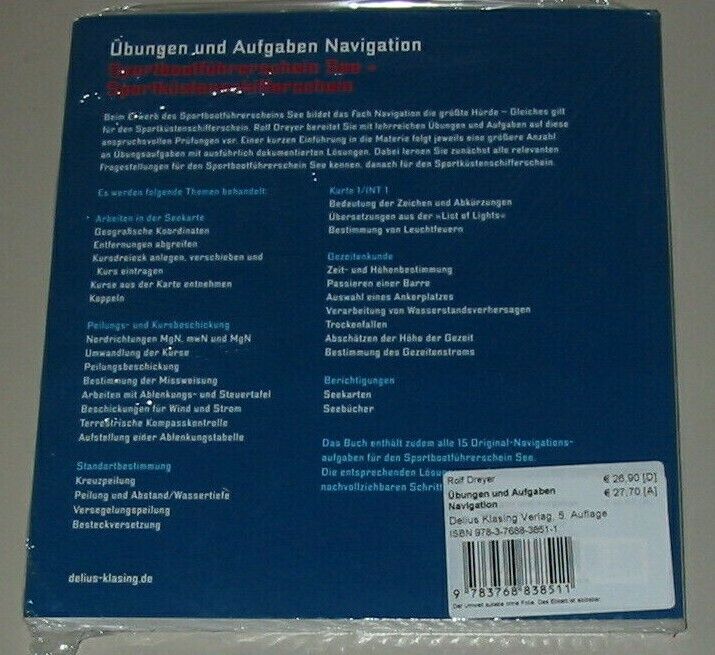 Übungen und Aufgaben Navigation
Sportbootführerschein See +
Sportküstenschifferschein
Beim Erwerb des Sportbootführerscheins See bildet das Fach Navigation die größte Hürde – Gleiches gilt
für den Sportküstenschifferschein. Rolf Dreyer bereitet Sie mit lehrreichen Übungen und Aufgaben auf diese
anspruchsvollen Prüfungen vor. Einer kurzen Einführung in die Materie folgt jeweils eine größere Anzahl
an Übungsaufgaben mit ausführlich dokumentierten Lösungen. Dabei lernen Sie zunächst alle relevanten
Fragestellungen für den Sportbootführerschein See kennen, danach für den Sportküstenschifferschein.
Es werden folgende Themen behandelt:
Arbeiten in der Seekarte
Geografische Koordinaten
Entfernungen abgreifen
Kursdreieck anlegen, verschieben und
Kurs eintragen
Kurse aus der Karte entnehmen
Koppeln
Peilungs- und Kursbeschickung
Nordrichtungen MgN, mwN und MgN
Umwandlung der Kurse
Peilungsbeschickung
Bestimmung der Missweisung
Arbeiten mit Ablenkungs- und Steuertafel
Beschickungen für Wind und Strom
Terrestrische Kompasskontrolle
Aufstellung einer Ablenkungstabelle
Standortbestimmung
Kreuzpeilung
Peilung und Abstand/Wassertiefe
Versegelungspeilung
Besteckversetzung
delius-klasing.de
Karte 1/INT 1
Bedeutung der Zeichen und Abkürzungen
Übersetzungen aus der »List of Lights«
Bestimmung von Leuchtfeuern
Gezeitenkunde
Zeit- und Höhenbestimmung
Passieren einer Barre
Auswahl eines Ankerplatzes
Verarbeitung von Wasserstandsvorhersagen
Trockenfallen
Abschätzen der Höhe der Gezeit
Bestimmung des Gezeitenstroms
Berichtigungen
Seekarten
Seebücher
Das Buch enthält zudem alle 15 Original-Navigations-
aufgaben für den Sportbootführerschein See.
Die entsprechenden Lösun
nachvollziehbaren Schritt
Rolf Dreyer € 26,90 [D]
Übungen und Aufgaben € 27,70 [A]
Navigation
Delius Klasing Verlag, 5. Auflage
ISBN 978-3-7688-3851-1
9 783768 838511
Der Umwelt zuliebe ohne Folie. Das Etikett ist ablösbar.